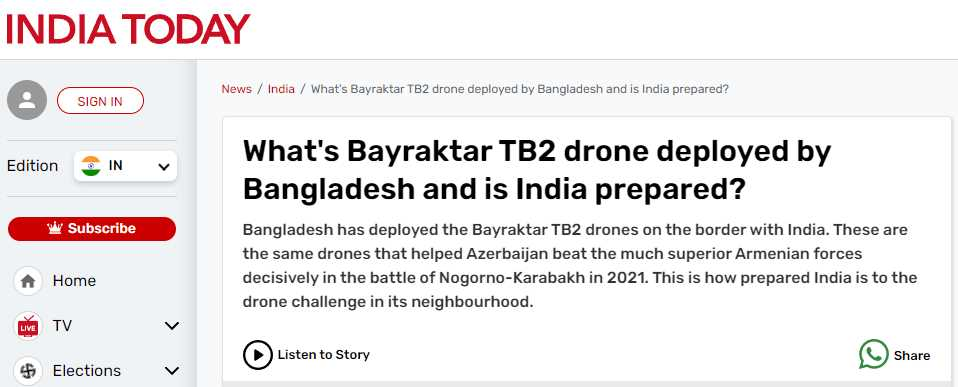 INDIA TODAY
SIGN IN
Edition
IN
Subscribe
Home
LIVE
TV
Elections
News / India / What's Bayraktar TB2 drone deployed by Bangladesh and is India prepared?
What's Bayraktar TB2 drone deployed by
Bangladesh and is India prepared?
Bangladesh has deployed the Bayraktar TB2 drones on the border with India. These are
the same drones that helped Azerbaijan beat the much superior Armenian forces
decisively in the battle of Nogorno-Karabakh in 2021. This is how prepared India is to the
drone challenge in its neighbourhood.
Listen to Story
Share